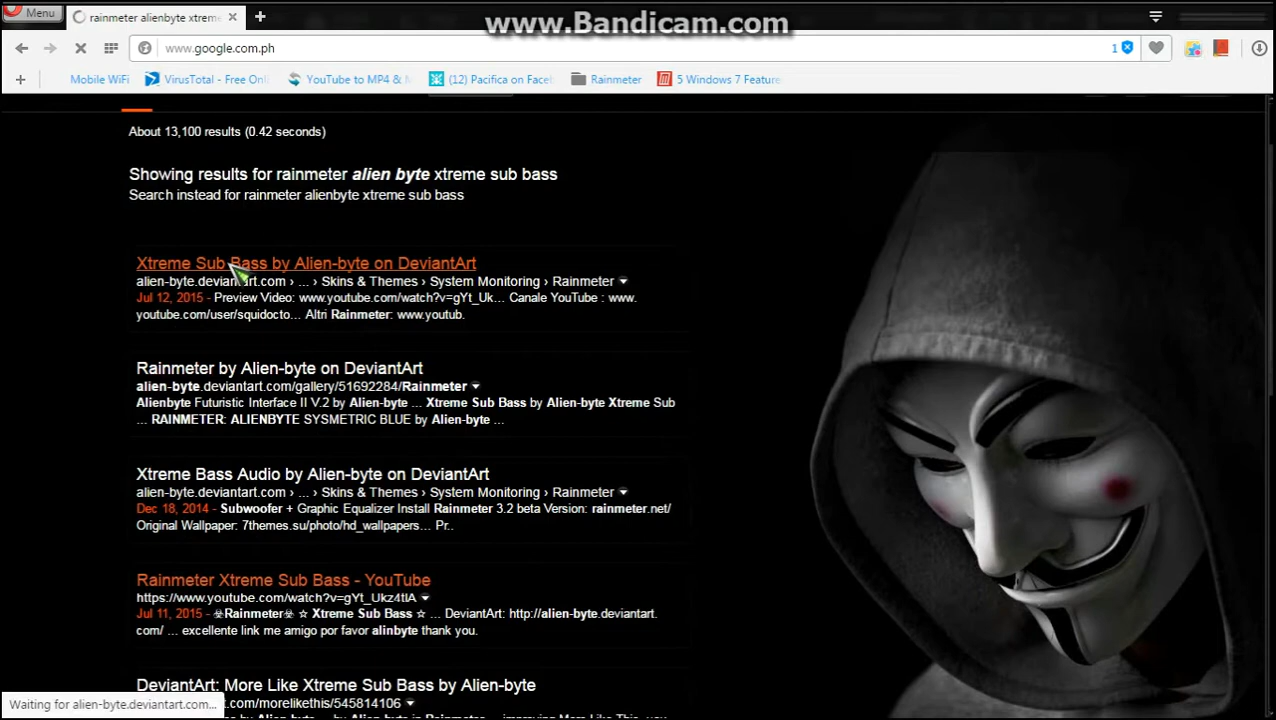 www.Bandicam.com
Menu
rainmeter alienbyte xtrem
www.google.com.ph
1
Mobile WiFi
VirusTotal - Free Onl
YouTube to MP4 & M
(12) Pacifica on Face
Rainmeter
5 Windows 7 Feature
About 13,100 results (0.42 seconds)
Showing results for rainmeter alien byte xtreme sub bass
Search instead for rainmeter alienbyte xtreme sub bass
Xtreme Sub Bass by Alien-byte on DeviantArt
alien-byte.deviantart.com › ... › Skins & Themes › System Monitoring › Rainmeter
Jul 12, 2015 - Preview Video: www.youtube.com/watch?v=gYt_Uk... Canale YouTube : www.
youtube.com/user/squidocto... Altri Rainmeter: www.youtub.
Rainmeter by Alien-byte on DeviantArt
alien-byte.deviantart.com/gallery/51692284/Rainmeter
Alienbyte Futuristic Interface II V.2 by Alien-byte ... Xtreme Sub Bass by Alien-byte Xtreme Sub
... RAINMETER: ALIENBYTE SYSMETRIC BLUE by Alien-byte ...
Xtreme Bass Audio by Alien-byte on DeviantArt
alien-byte.deviantart.com › ... › Skins & Themes › System Monitoring › Rainmeter
Dec 18, 2014 - Subwoofer + Graphic Equalizer Install Rainmeter 3.2 beta Version: rainmeter.net/
Original Wallpaper: 7themes.su/photo/hd_wallpapers... Pr..
Rainmeter Xtreme Sub Bass - YouTube
https://www.youtube.com/watch?v=gYt_Ukz4tIA
Jul 11, 2015 - ☠Rainmeter☠ ☆ Xtreme Sub Bass ☆ ... DeviantArt: http://alien-byte.deviantart.
com/ ... excellente link me amigo por favor alinbyte thank you.
DeviantArt: More Like Xtreme Sub Bass by Alien-byte
rt.com/morelikethis/545814106
Waiting for alien-byte.deviantart.com...